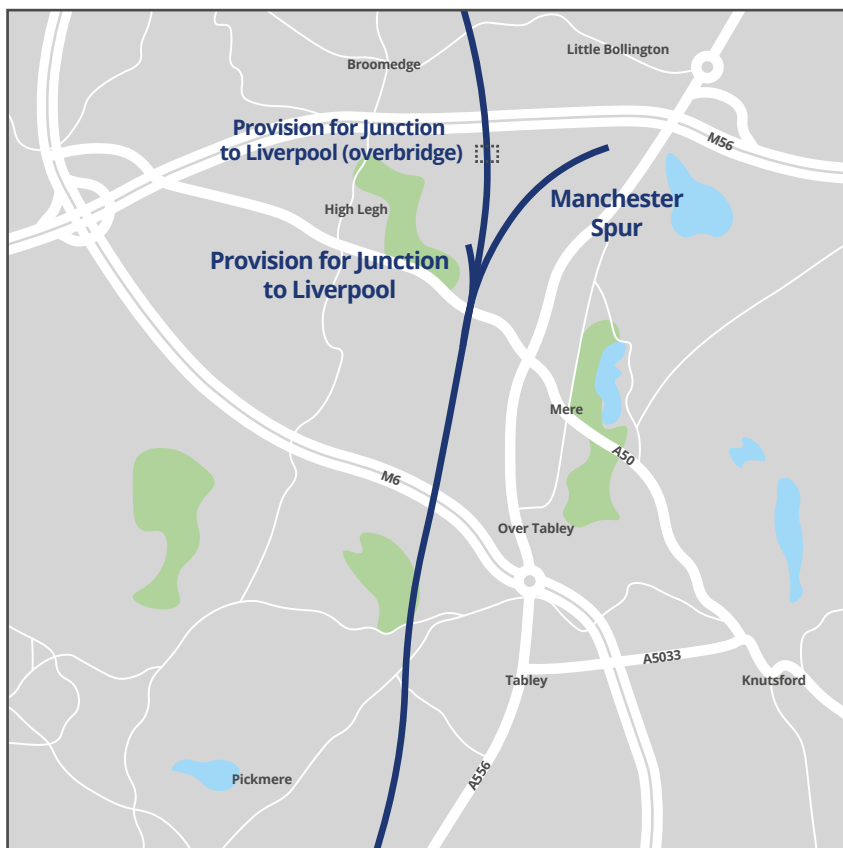 Little Bollington
Broomedge
Provision for Junction
to Liverpool (overbridge)
M56
Manchester
Spur
High Legh
Provision for Junction
to Liverpool
Mere
A50
M6
Over Tabley
A5033
Tabley
Knutsford
A556
Pickmere